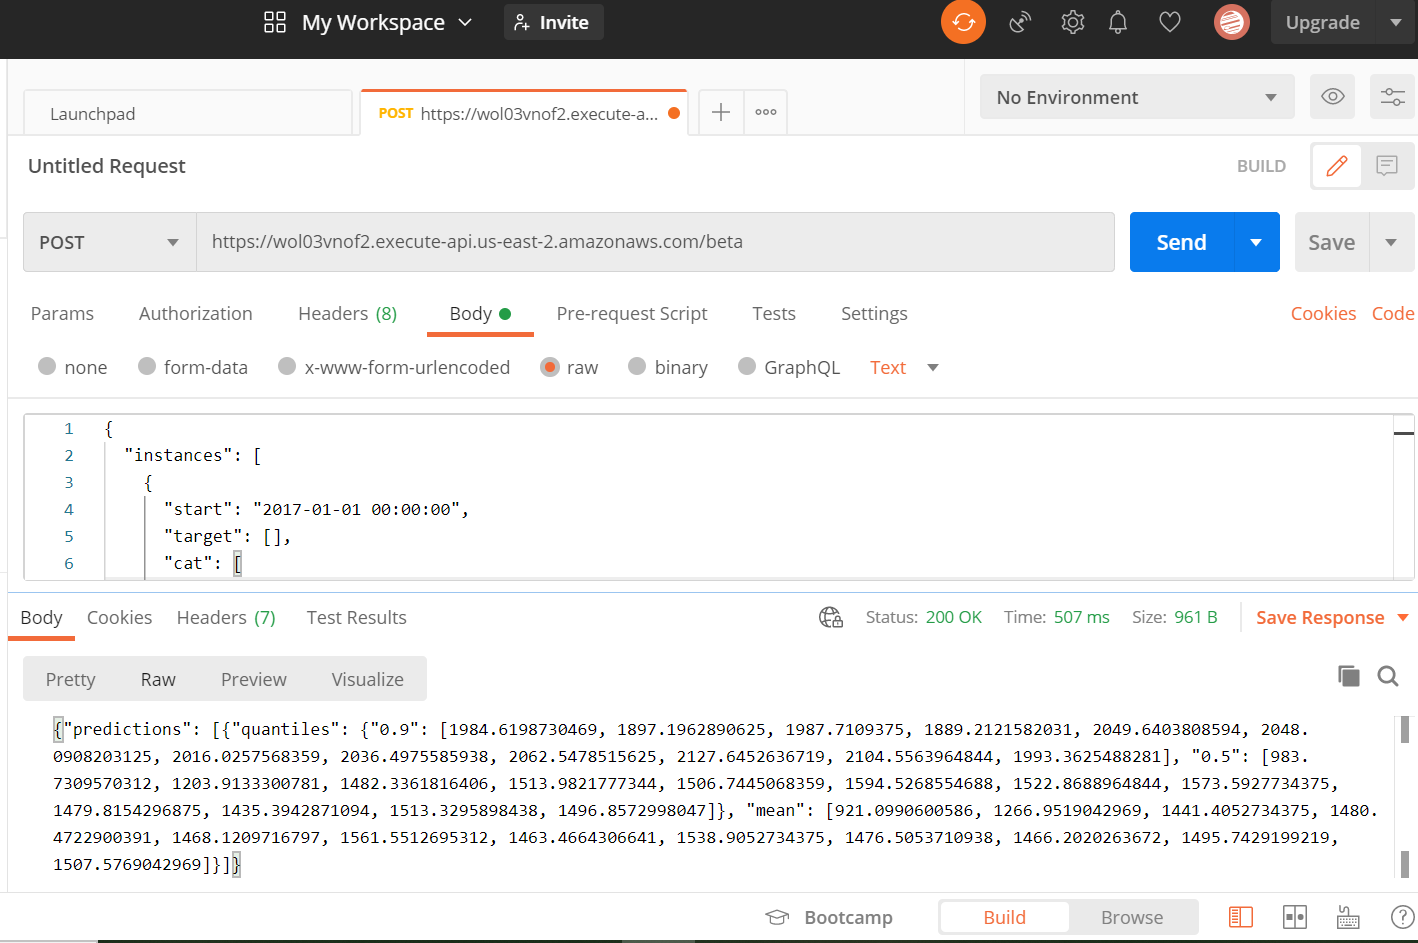 My Workspace Invite Upgrade
Launchpad POST https://wol03vnof2.execute-a... No Environment
Untitled Request BUILD
POST https://wol03vnof2.execute-api.us-east-2.amazonaws.com/beta Send Save
Params Authorization Headers (8) Body Pre-request Script Tests Settings Cookies Code
none form-data x-www-form-urlencoded raw binary GraphQL Text
1 {
2 "instances": [
3 {
4 "start": "2017-01-01 00:00:00",
5 "target": [],
6 "cat": [
Body Cookies Headers (7) Test Results Status: 200 OK Time: 507 ms Size: 961 B Save Response
Pretty Raw Preview Visualize
{"predictions": [{"quantiles": {"0.9": [1984.6198730469, 1897.1962890625, 1987.7109375, 1889.2121582031, 2049.6403808594, 2048.
0908203125, 2016.0257568359, 2036.4975585938, 2062.5478515625, 2127.6452636719, 2104.5563964844, 1993.3625488281], "0.5": [983.
7309570312, 1203.9133300781, 1482.3361816406, 1513.9821777344, 1506.7445068359, 1594.5268554688, 1522.8688964844, 1573.5927734375,
1479.8154296875, 1435.3942871094, 1513.3295898438, 1496.8572998047]}, "mean": [921.0990600586, 1266.9519042969, 1441.4052734375, 1480.
4722900391, 1468.1209716797, 1561.5512695312, 1463.4664306641, 1538.9052734375, 1476.5053710938, 1466.2020263672, 1495.7429199219,
1507.5769042969]}]}
Bootcamp Build Browse